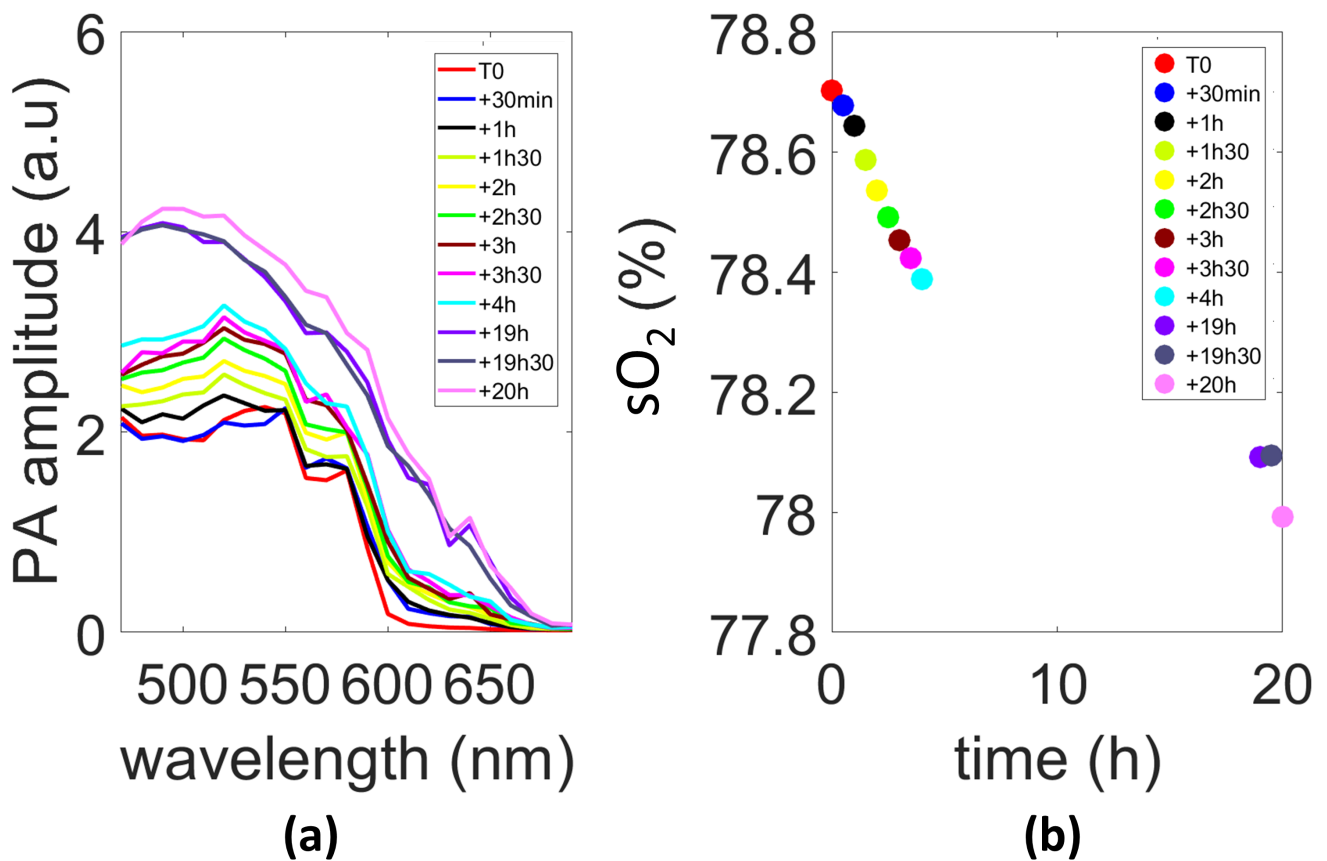 6
4
2
0
PA amplitude (a.u)
500 550 600 650
wavelength (nm)
T0
+30min
+1h
+1h30
+2h
+2h30
+3h
+3h30
+4h
+19h
+19h30
+20h
(a)
78.8
78.6
78.4
78.2
78
77.8
sO2 (%)
0 10 20
time (h)
T0
+30min
+1h
+1h30
+2h
+2h30
+3h
+3h30
+4h
+19h
+19h30
+20h
(b)